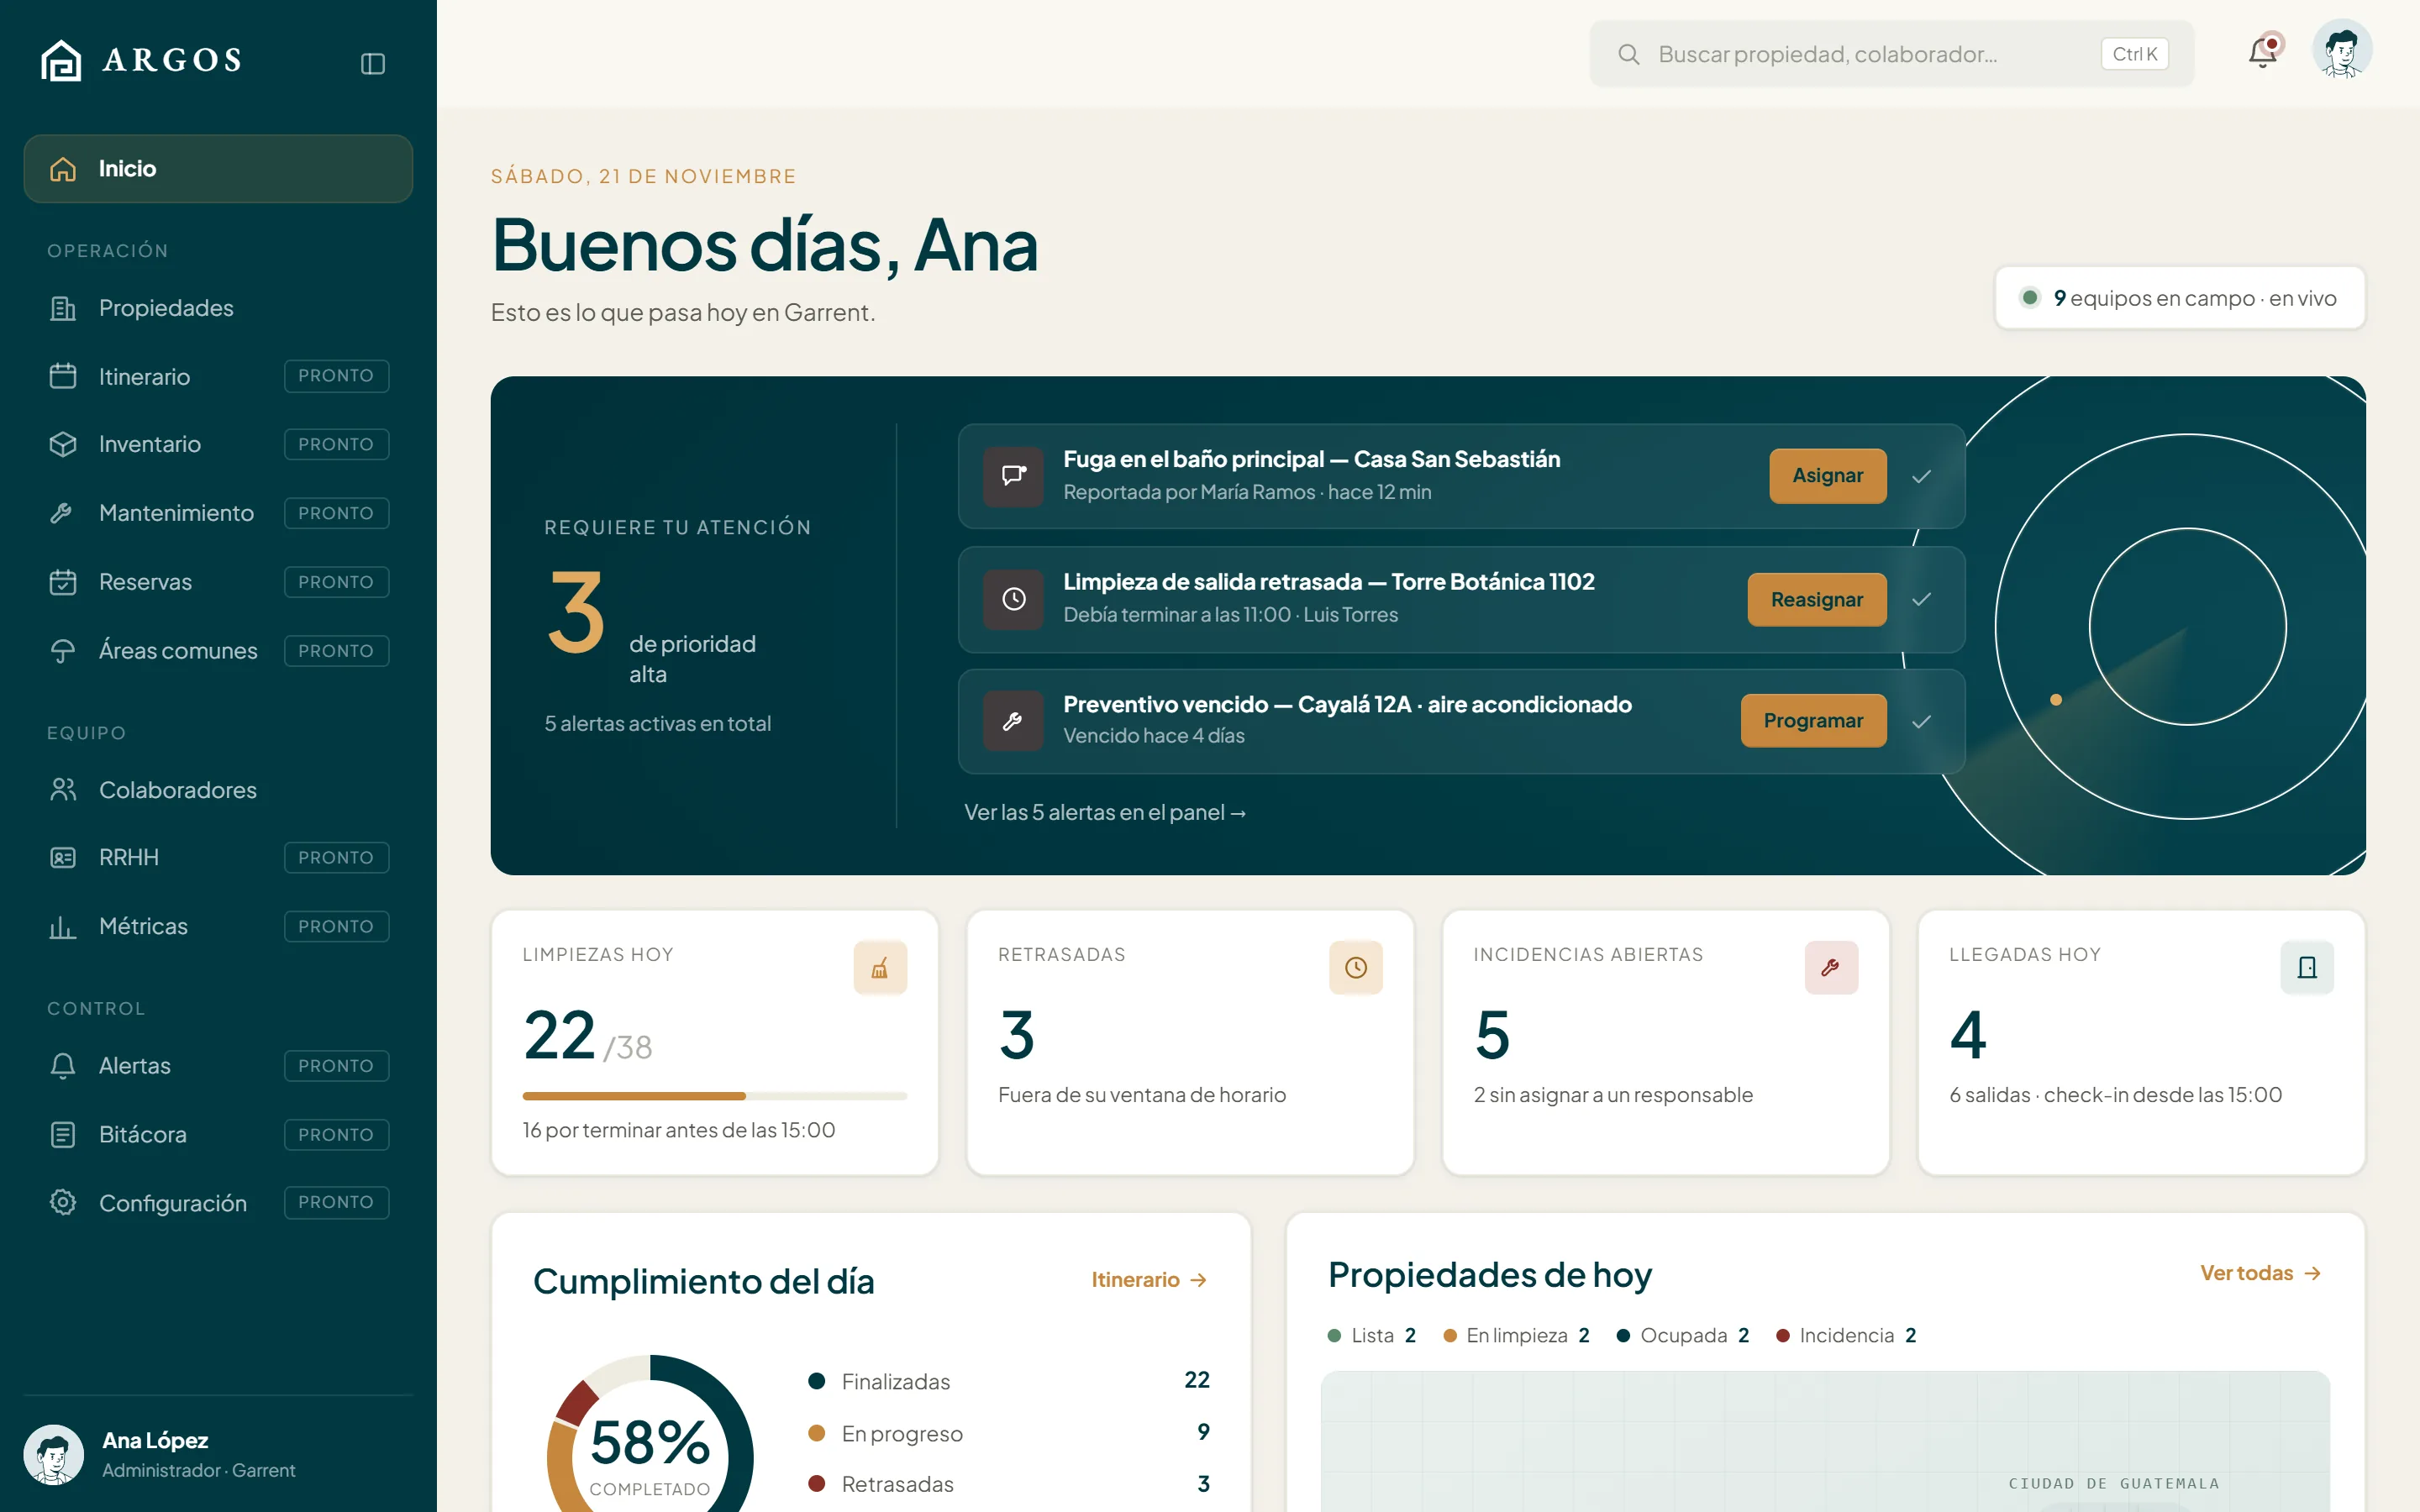 ARGOS
Inicio
OPERACIÓN
Propiedades
Itinerario PRONTO
Inventario PRONTO
Mantenimiento PRONTO
Reservas PRONTO
Áreas comunes PRONTO
EQUIPO
Colaboradores
RRHH PRONTO
Métricas PRONTO
CONTROL
Alertas PRONTO
Bitácora PRONTO
Configuración PRONTO
Ana López
Administrador · Garrent
Buscar propiedad, colaborador... Ctrl K
SÁBADO, 21 DE NOVIEMBRE
Buenos días, Ana
Esto es lo que pasa hoy en Garrent.
9 equipos en campo · en vivo
REQUIERE TU ATENCIÓN
3 de prioridad
alta
5 alertas activas en total
Fuga en el baño principal — Casa San Sebastián
Reportada por María Ramos · hace 12 min
Asignar
Limpieza de salida retrasada — Torre Botánica 1102
Debía terminar a las 11:00 · Luis Torres
Reasignar
Preventivo vencido — Cayalá 12A · aire acondicionado
Vencido hace 4 días
Programar
Ver las 5 alertas en el panel →
LIMPIEZAS HOY
22 /38
16 por terminar antes de las 15:00
RETRASADAS
3
Fuera de su ventana de horario
INCIDENCIAS ABIERTAS
5
2 sin asignar a un responsable
LLEGADAS HOY
4
6 salidas · check-in desde las 15:00
Cumplimiento del día
Itinerario →
58%
COMPLETADO
Finalizadas 22
En progreso 9
Retrasadas 3
Propiedades de hoy
Ver todas →
Lista 2 En limpieza 2 Ocupada 2 Incidencia 2
CIUDAD DE GUATEMALA